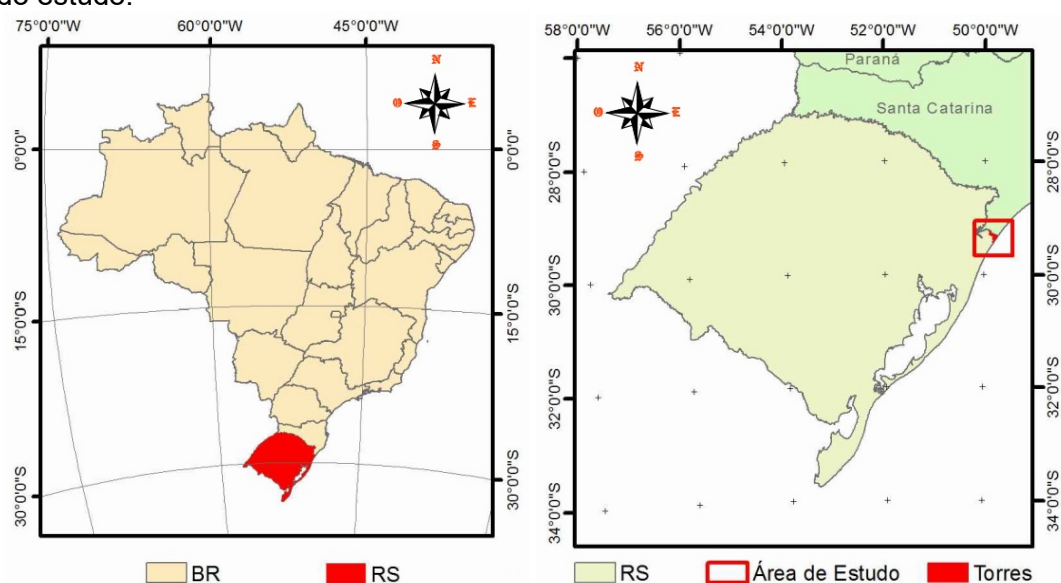 do estudo.
75°0'0"W 60°0'0"W 45°0'0"W
N
O E
S
0°0'0" 0°0'0"
15°0'0"S 15°0'0"S
30°0'0"S 30°0'0"S
BR RS
58°0'0"W 56°0'0"W 54°0'0"W 52°0'0"W 50°0'0"W
Paraná
N
Santa Catarina
O E
S
28°0'0"S 28°0'0"S
30°0'0"S 30°0'0"S
32°0'0"S 32°0'0"S
34°0'0"S 34°0'0"S
RS Área de Estudo Torres